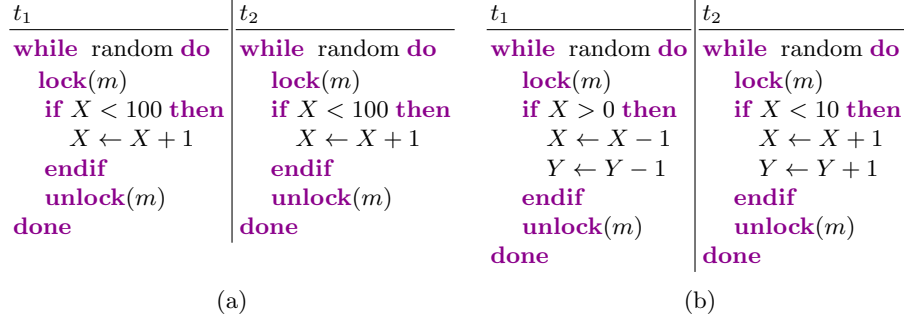 t₁ t₂ t₁ t₂
while random do while random do while random do while random do
lock(m) lock(m) lock(m) lock(m)
if X < 100 then if X < 100 then if X > 0 then if X < 10 then
X ← X + 1 X ← X + 1 X ← X − 1 X ← X + 1
endif endif Y ← Y − 1 Y ← Y + 1
unlock(m) unlock(m) endif endif
done done unlock(m) unlock(m)
done done
(a) (b)